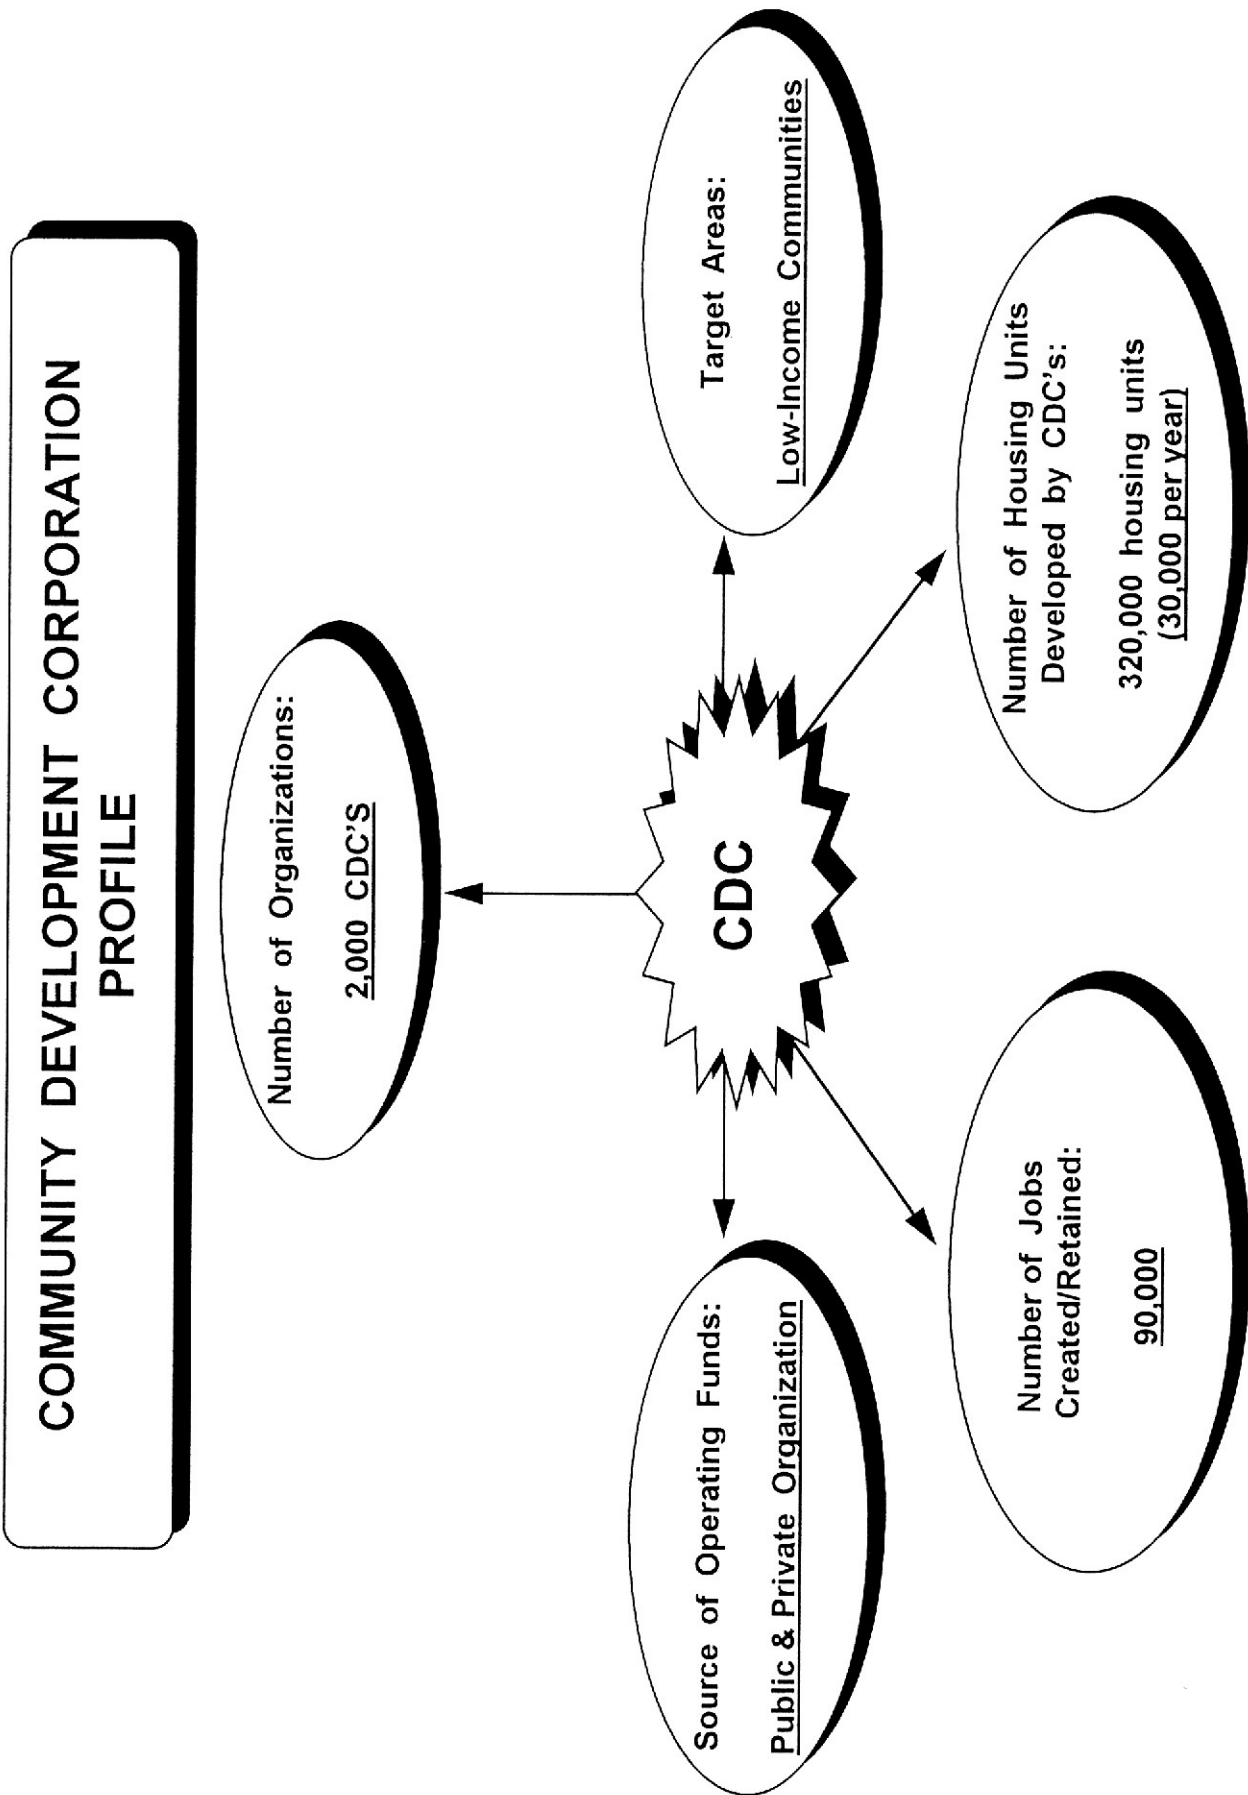 COMMUNITY DEVELOPMENT CORPORATION
PROFILE
Number of Organizations:
2,000 CDC'S
Source of Operating Funds:
Public & Private Organization
CDC
Target Areas:
Low-Income Communities
Number of Jobs
Created/Retained:
90,000
Number of Housing Units
Developed by CDC's:
320,000 housing units
(30,000 per year)